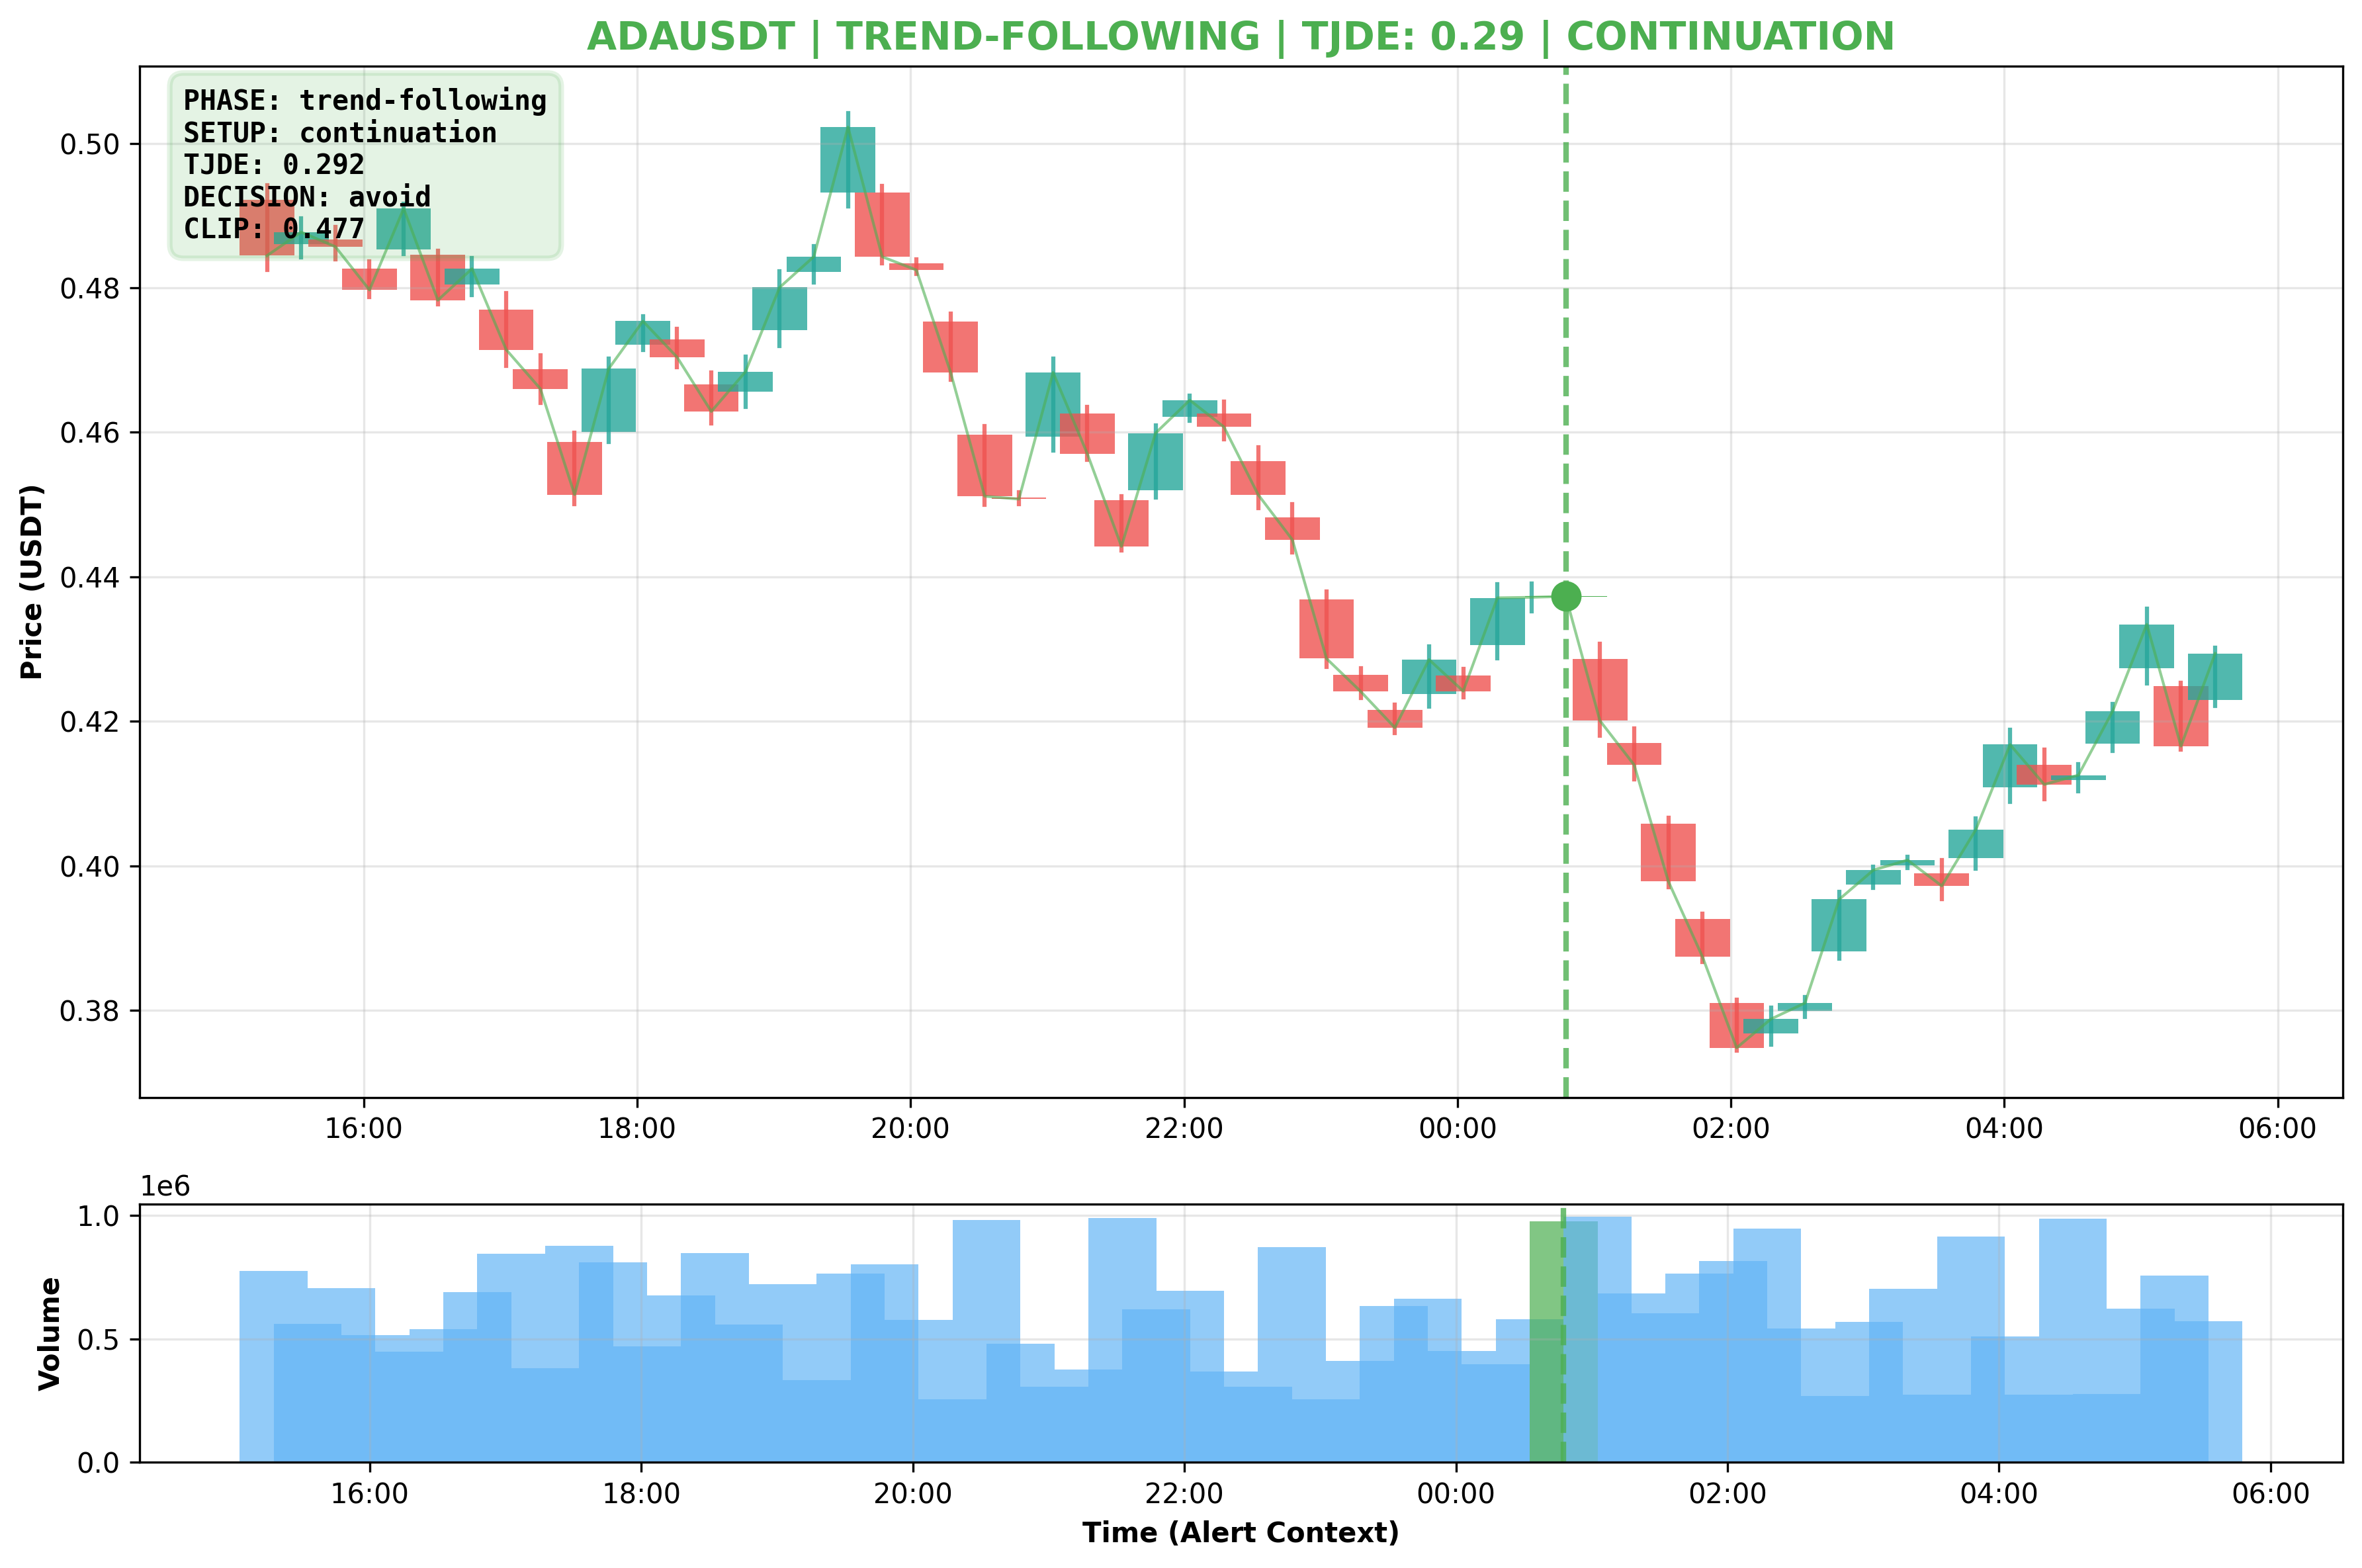 ADAUSDT | TREND-FOLLOWING | TJDE: 0.29 | CONTINUATION
PHASE: trend-following
SETUP: continuation
TJDE: 0.292
DECISION: avoid
CLIP: 0.477
Price (USDT)
0.50
0.48
0.46
0.44
0.42
0.40
0.38
16:00 18:00 20:00 22:00 00:00 02:00 04:00 06:00
1e6
Volume
1.0
0.5
0.0
16:00 18:00 20:00 22:00 00:00 02:00 04:00 06:00
Time (Alert Context)